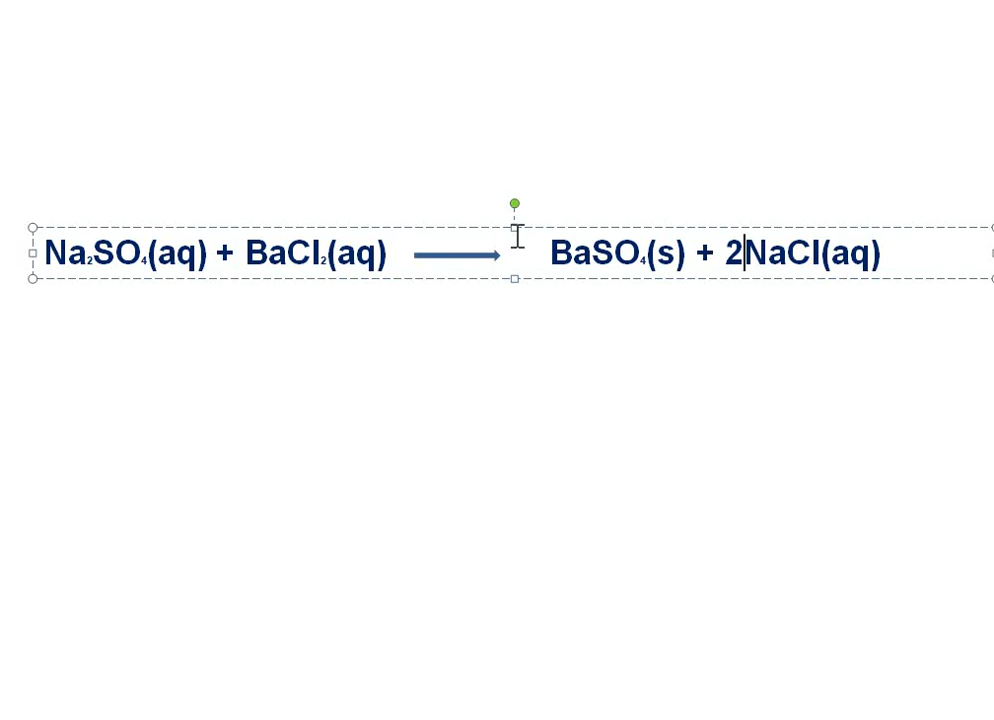 Na₂SO₄(aq) + BaCl₂(aq) ⟶ BaSO₄(s) + 2NaCl(aq)